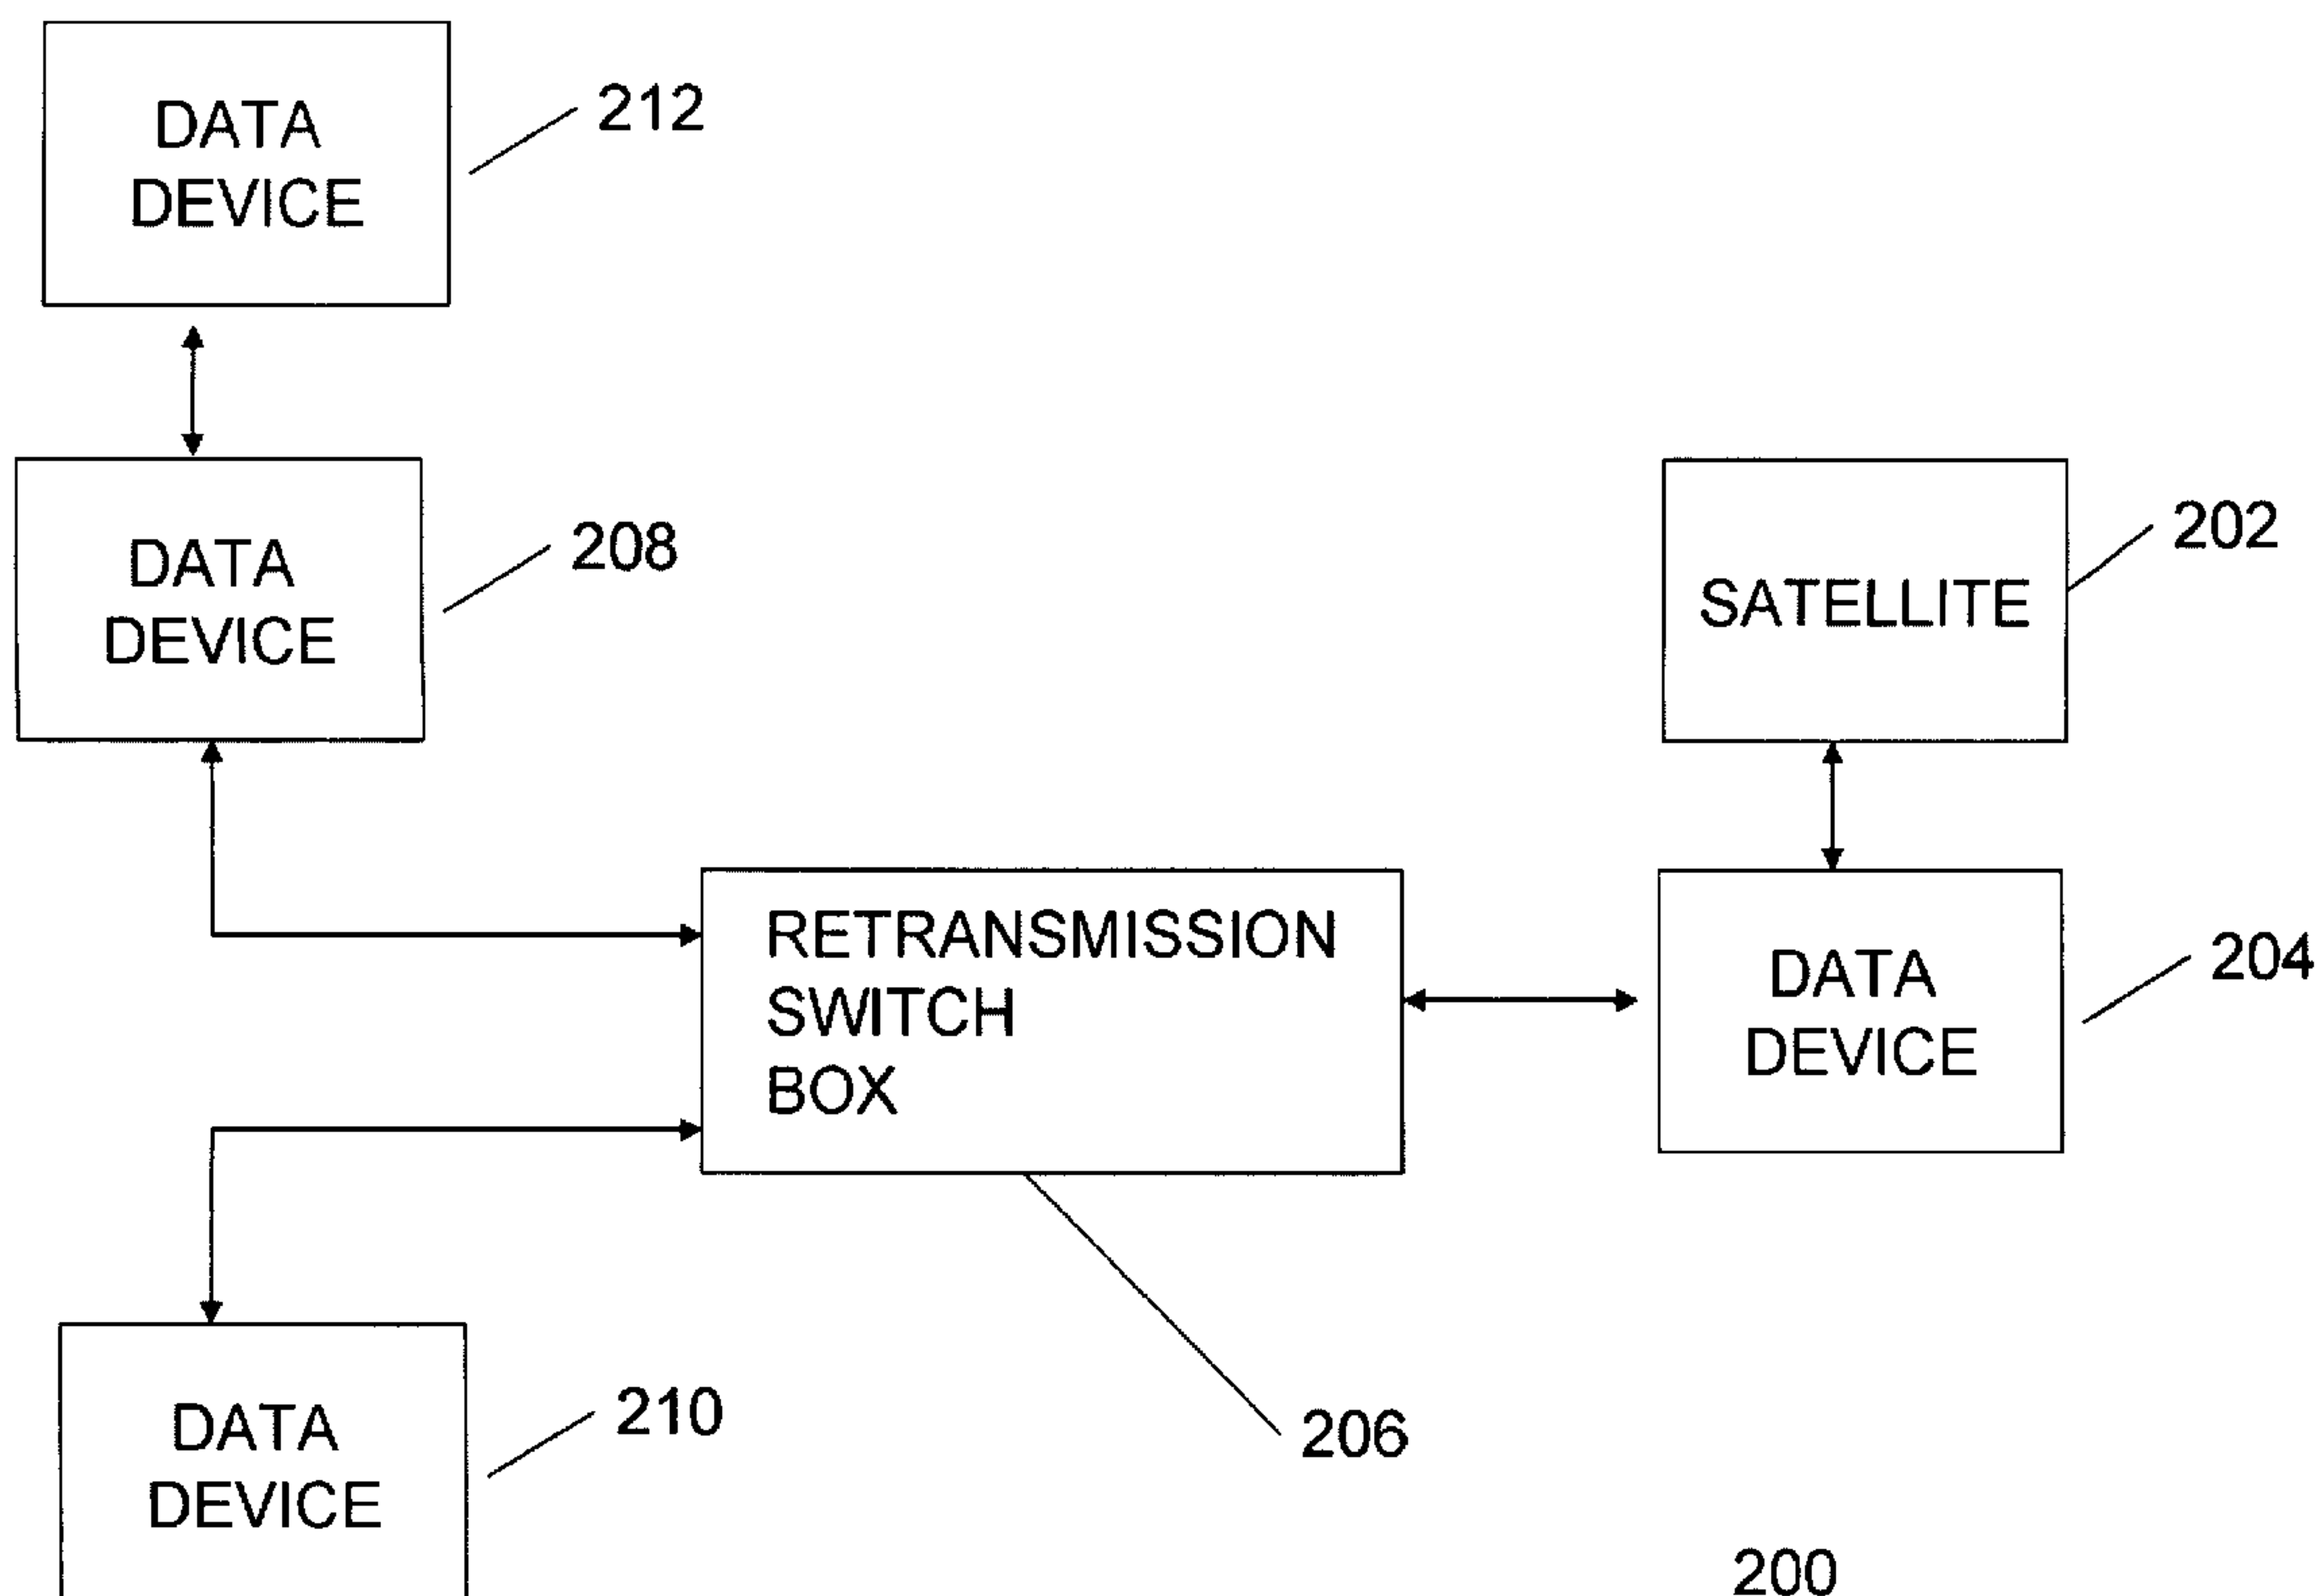 DATA
DEVICE
212
DATA
DEVICE
208
SATELLITE
202
RETRANSMISSION
SWITCH
BOX
DATA
DEVICE
204
DATA
DEVICE
210
206
200